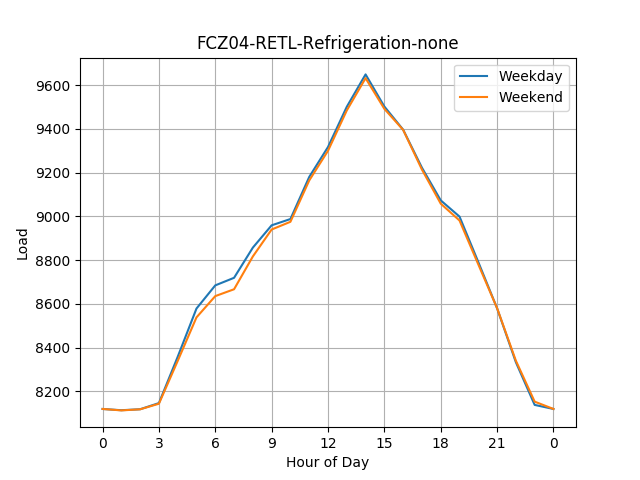 FCZ04-RETL-Refrigeration-none
Weekday
Weekend
Load
9600
9400
9200
9000
8800
8600
8400
8200
0 3 6 9 12 15 18 21 0
Hour of Day